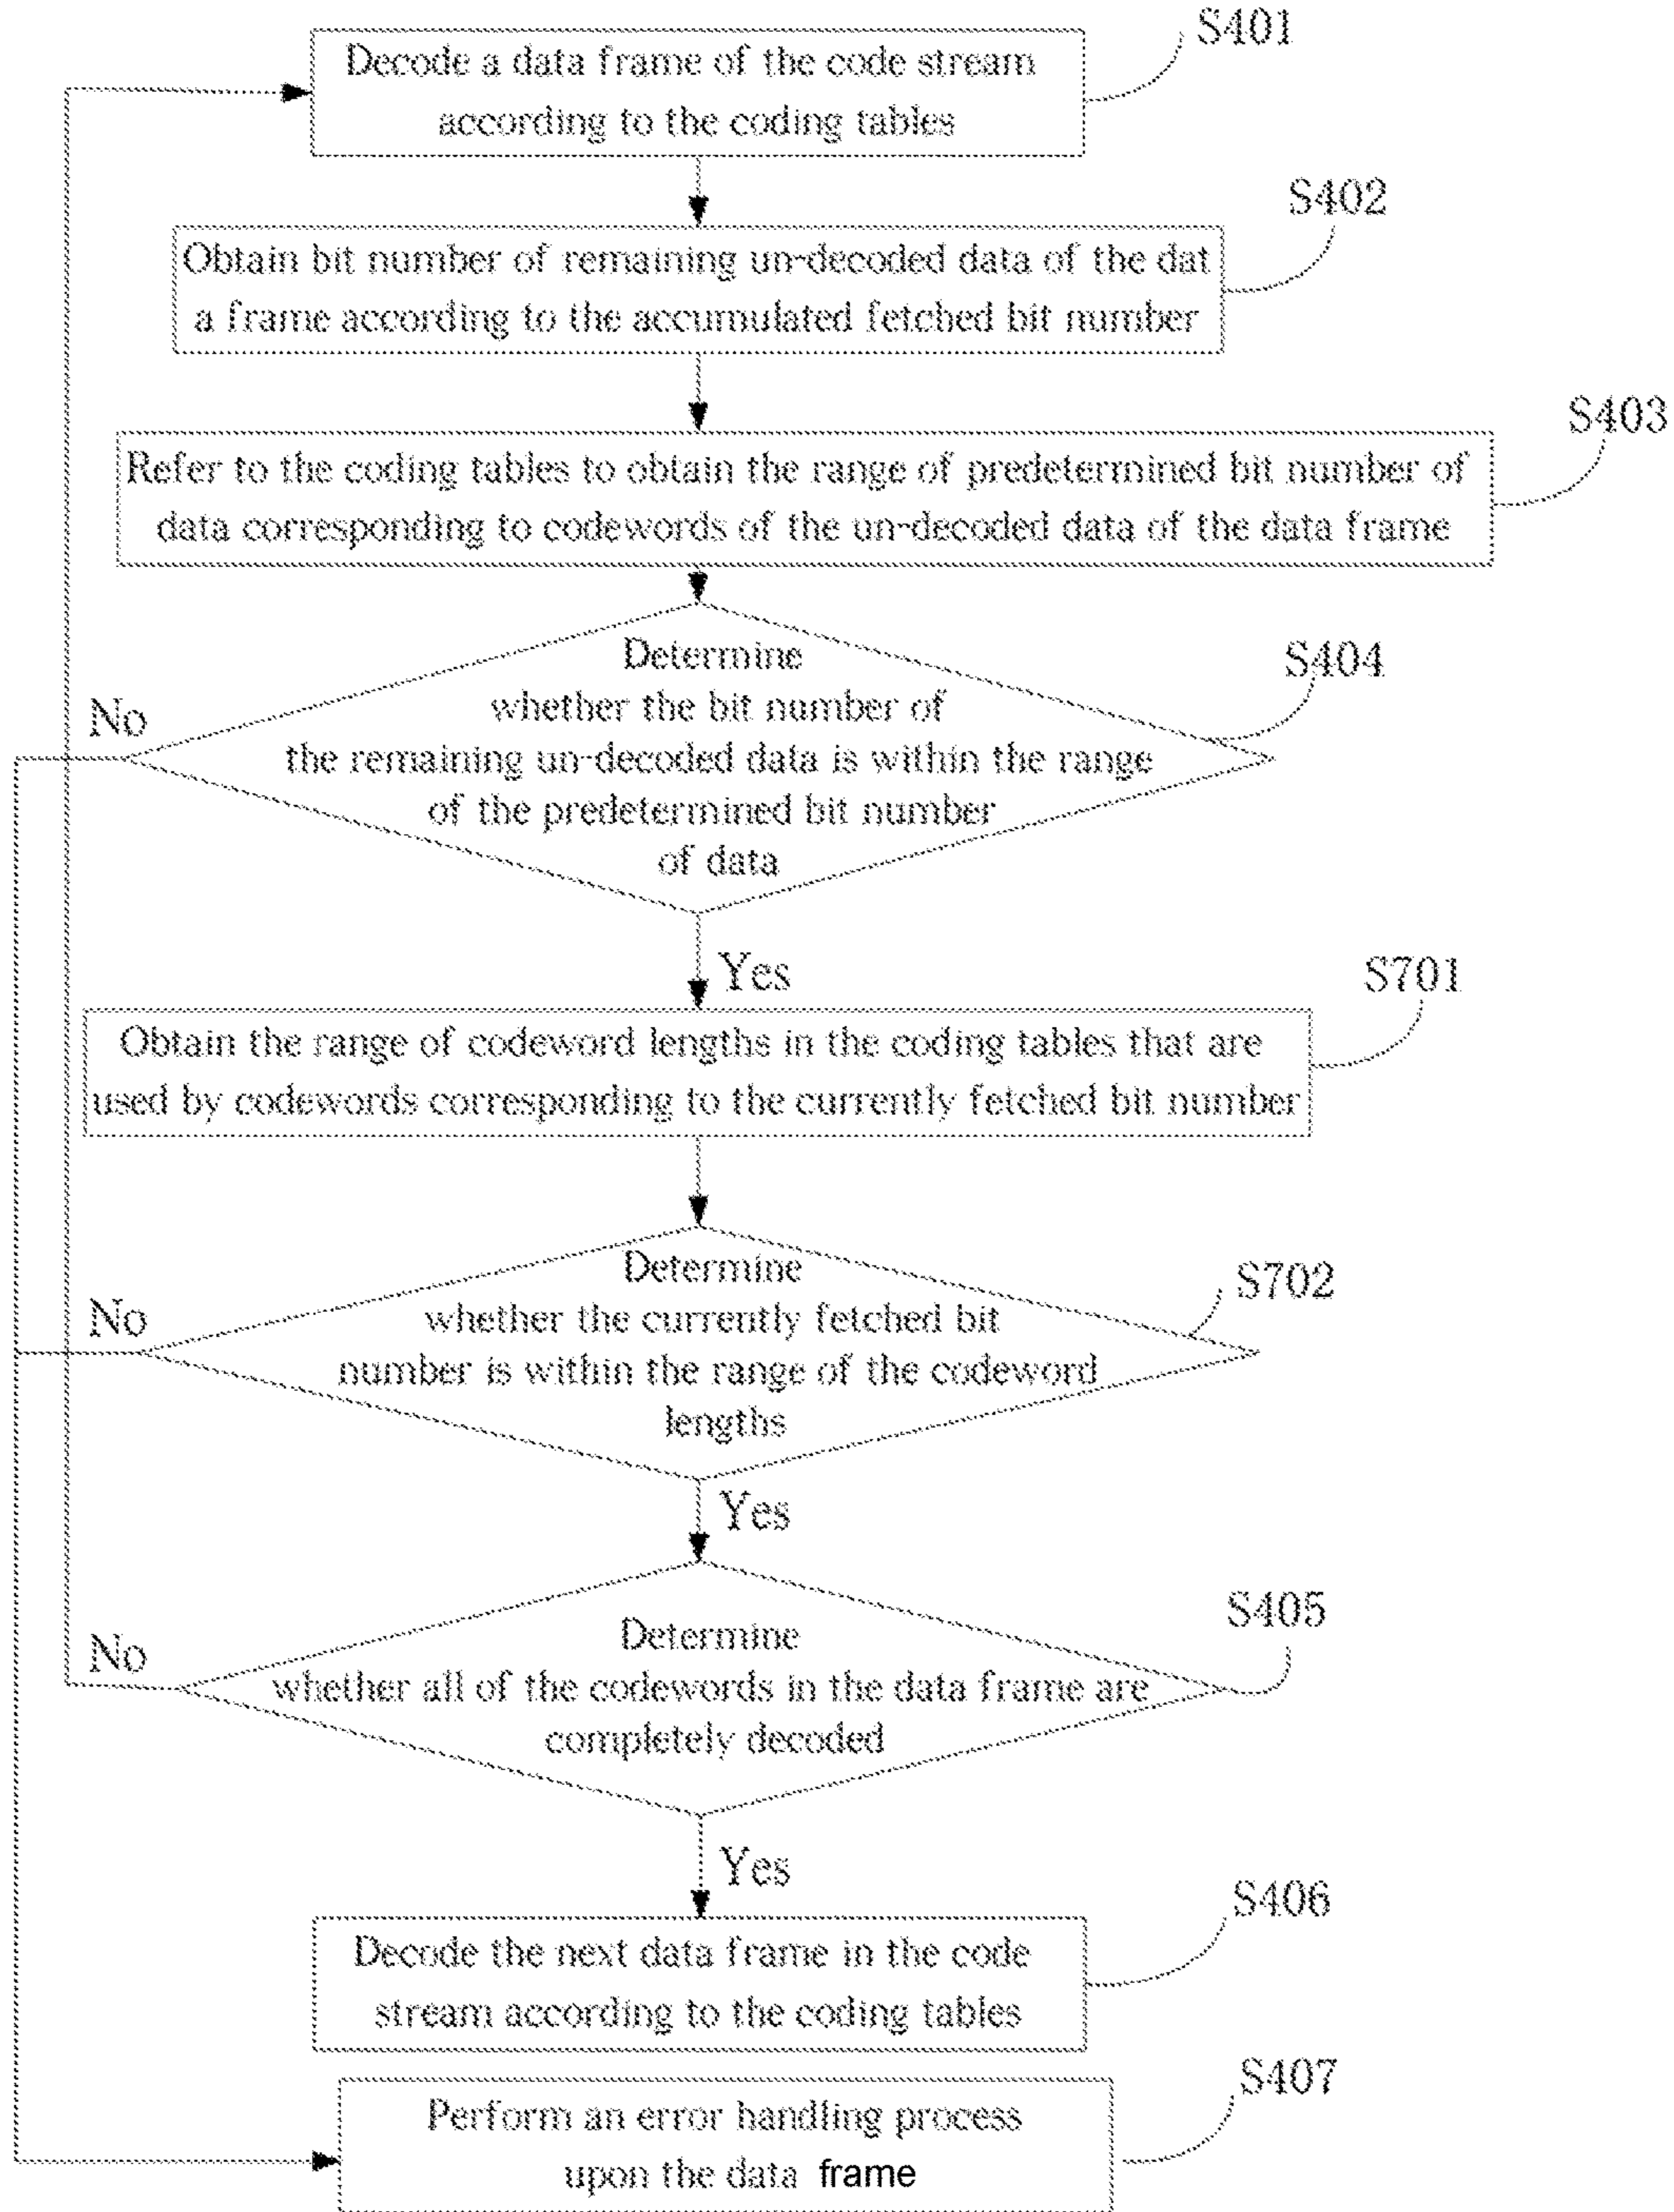 S401
Decode a data frame of the code stream
according to the coding tables
S402
Obtain bit number of remaining un-decoded data of the dat
a frame according to the accumulated fetched bit number
S403
Refer to the coding tables to obtain the range of predetermined bit number of
data corresponding to codewords of the un-decoded data of the data frame
S404
Determine
whether the bit number of
the remaining un-decoded data is within the range
of the predetermined bit number
of data
No
Yes
S701
Obtain the range of codeword lengths in the coding tables that are
used by codewords corresponding to the currently fetched bit number
S702
Determine
whether the currently fetched bit
number is within the range of the codeword
lengths
No
Yes
S405
Determine
whether all of the codewords in the data frame are
completely decoded
No
Yes
S406
Decode the next data frame in the code
stream according to the coding tables
S407
Perform an error handling process
upon the data frame